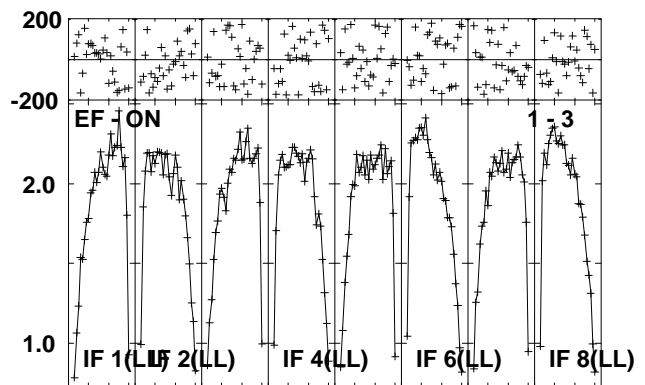 200
-200
EF - ON 1 - 3
2.0
1.0
IF 1(LL) IF 2(LL) IF 4(LL) IF 6(LL) IF 8(LL)